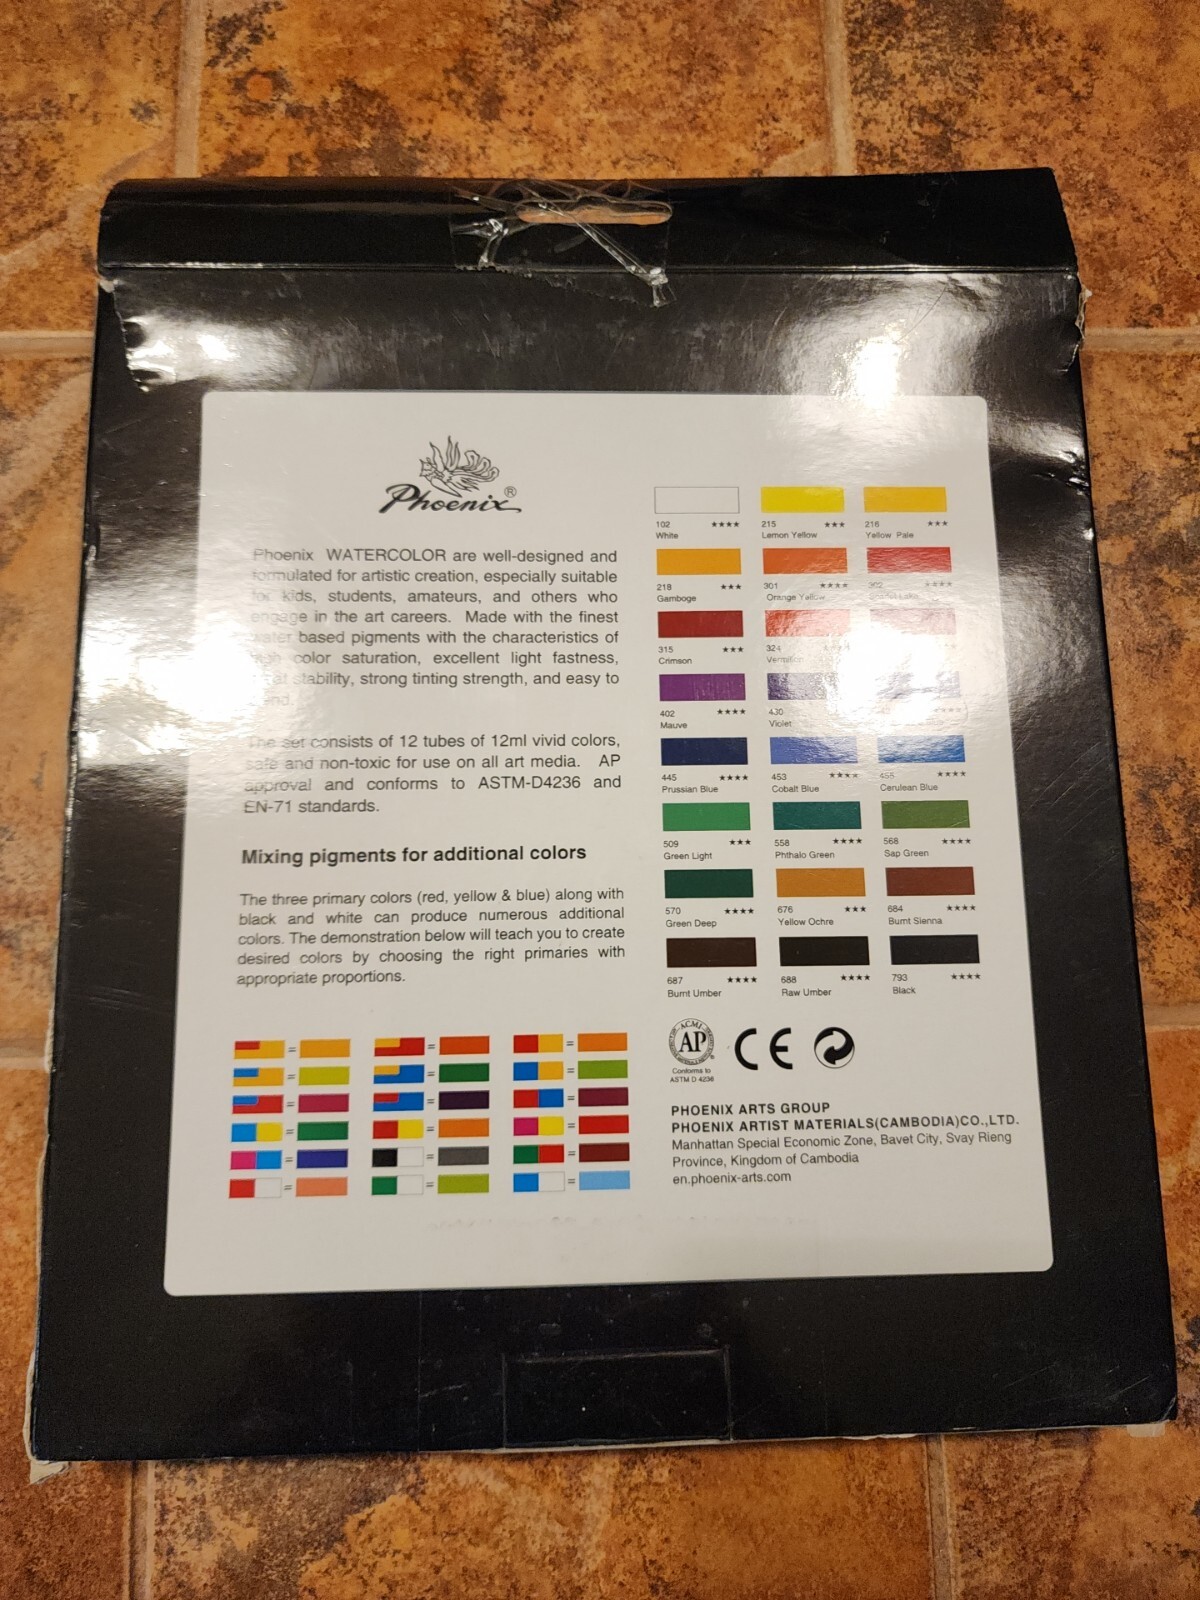 Phoenix®
Phoenix WATERCOLOR are well-designed and
formulated for artistic creation, especially suitable
for kids, students, amateurs, and others who
engage in the art careers. Made with the finest
water based pigments with the characteristics of
high color saturation, excellent light fastness,
stability, strong tinting strength, and easy to
The set consists of 12 tubes of 12ml vivid colors,
safe and non-toxic for use on all art media. AP
approval and conforms to ASTM-D4236 and
EN-71 standards.
Mixing pigments for additional colors
The three primary colors (red, yellow & blue) along with
black and white can produce numerous additional
colors. The demonstration below will teach you to create
desired colors by choosing the right primaries with
appropriate proportions.
= = =
= = =
= = =
= = =
= = =
= = =
102 ★★★★ 215 ★★★ 216 ★★★
White Lemon Yellow Yellow Pale
218 ★★★ 301 ★★★★ 302 ★★★★
Gamboge Orange Yellow
315 ★★★ 324
Crimson Vermilion
402 ★★★★ 430
Mauve Violet
445 ★★★★ 453 ★★★★ 455 ★★★★
Prussian Blue Cobalt Blue Cerulean Blue
509 ★★★ 558 ★★★★ 568 ★★★★
Green Light Phthalo Green Sap Green
570 ★★★★ 676 ★★★ 684 ★★★★
Green Deep Yellow Ochre Burnt Sienna
687 ★★★★ 688 ★★★★ 793 ★★★★
Burnt Umber Raw Umber Black
ACMI
AP
CE
Conforms to
ASTM D 4236
PHOENIX ARTS GROUP
PHOENIX ARTIST MATERIALS(CAMBODIA)CO.,LTD.
Manhattan Special Economic Zone, Bavet City, Svay Rieng
Province, Kingdom of Cambodia
en.phoenix-arts.com